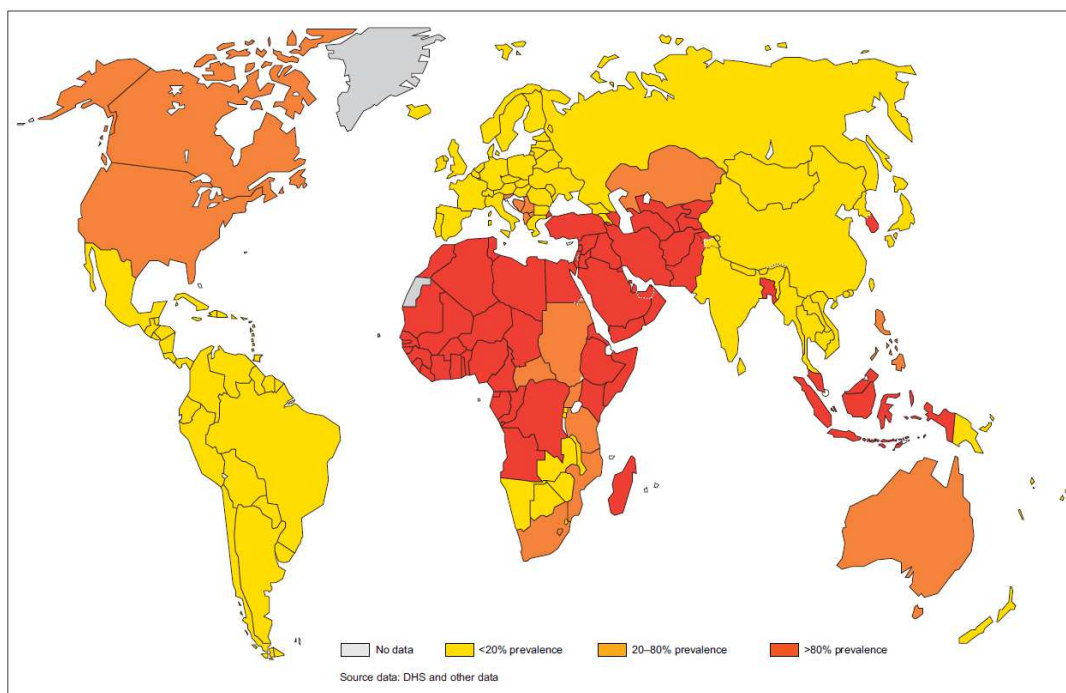 No data <20% prevalence 20–80% prevalence >80% prevalence
Source data: DHS and other data